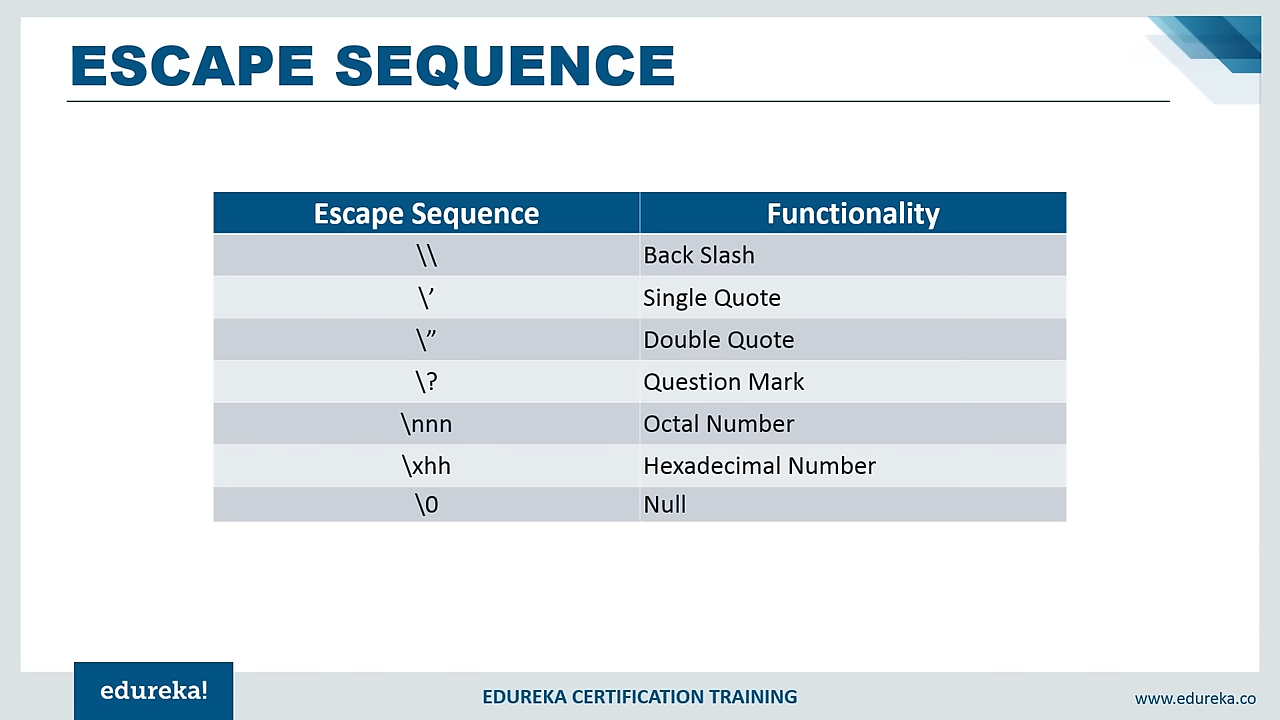 ESCAPE SEQUENCE
Escape Sequence Functionality
\\ Back Slash
\’ Single Quote
\” Double Quote
\? Question Mark
\nnn Octal Number
\xhh Hexadecimal Number
\0 Null
edureka!
EDUREKA CERTIFICATION TRAINING
www.edureka.co